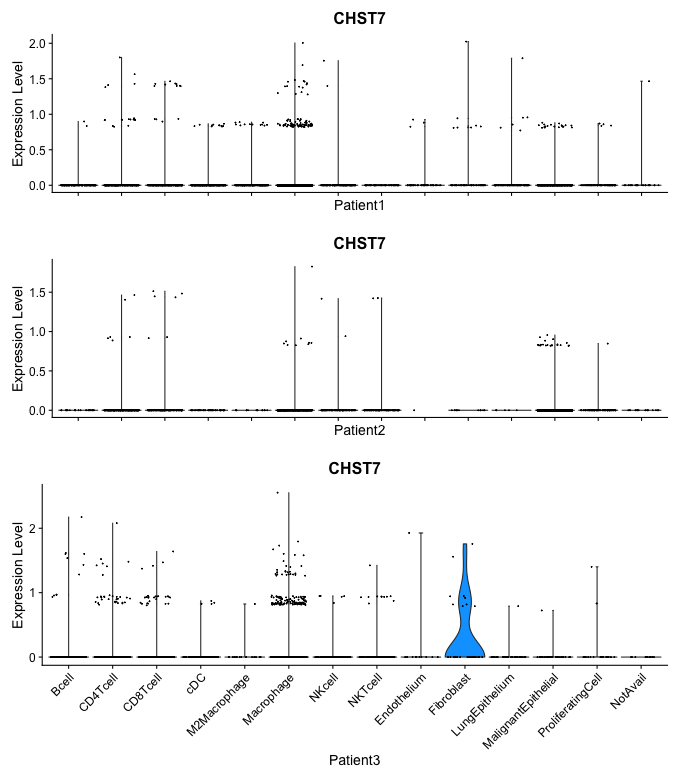 CHST7
Expression Level
2.0
1.5
1.0
0.5
0.0
Patient1
CHST7
Expression Level
1.5
1.0
0.5
0.0
Patient2
CHST7
Expression Level
2
1
0
Bcell
CD4Tcell
CD8Tcell
cDC
M2Macrophage
Macrophage
NKcell
NKTcell
Endothelium
Fibroblast
LungEpithelium
MalignantEpithelial
ProliferatingCell
NotAvail
Patient3